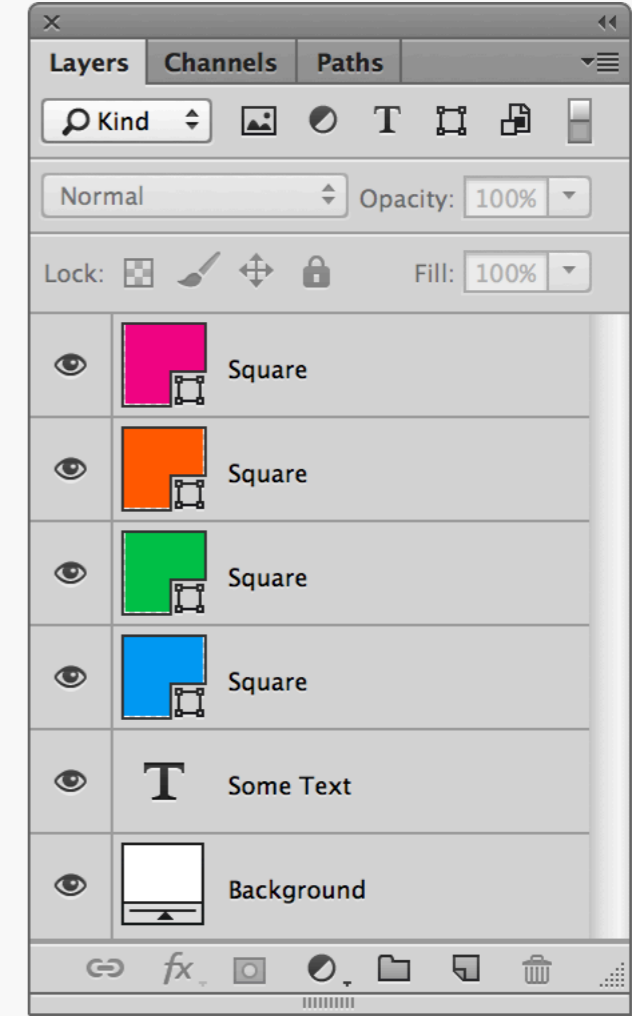 Layers Channels Paths
Kind T
Normal Opacity: 100%
Lock: Fill: 100%
Square
Square
Square
Square
T Some Text
Background
fx